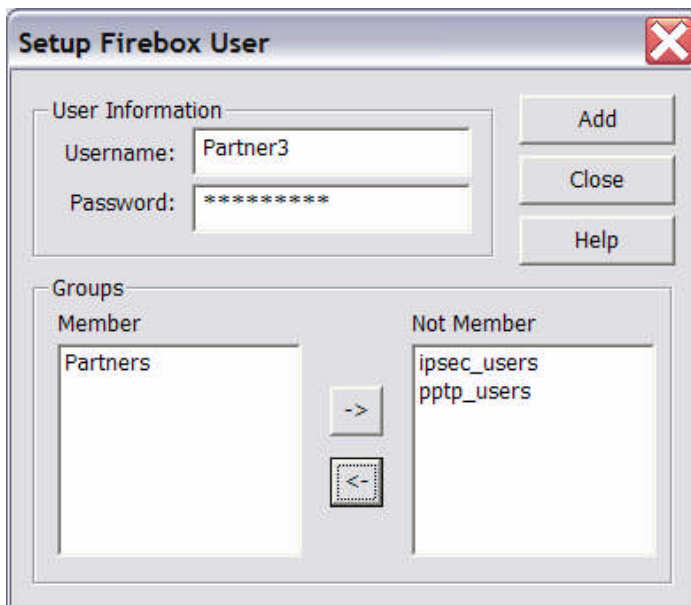 Setup Firebox User
User Information
Username: Partner3
Password: *********
Add
Close
Help
Groups
Member
Not Member
Partners
ipsec_users
pptp_users
->
<-